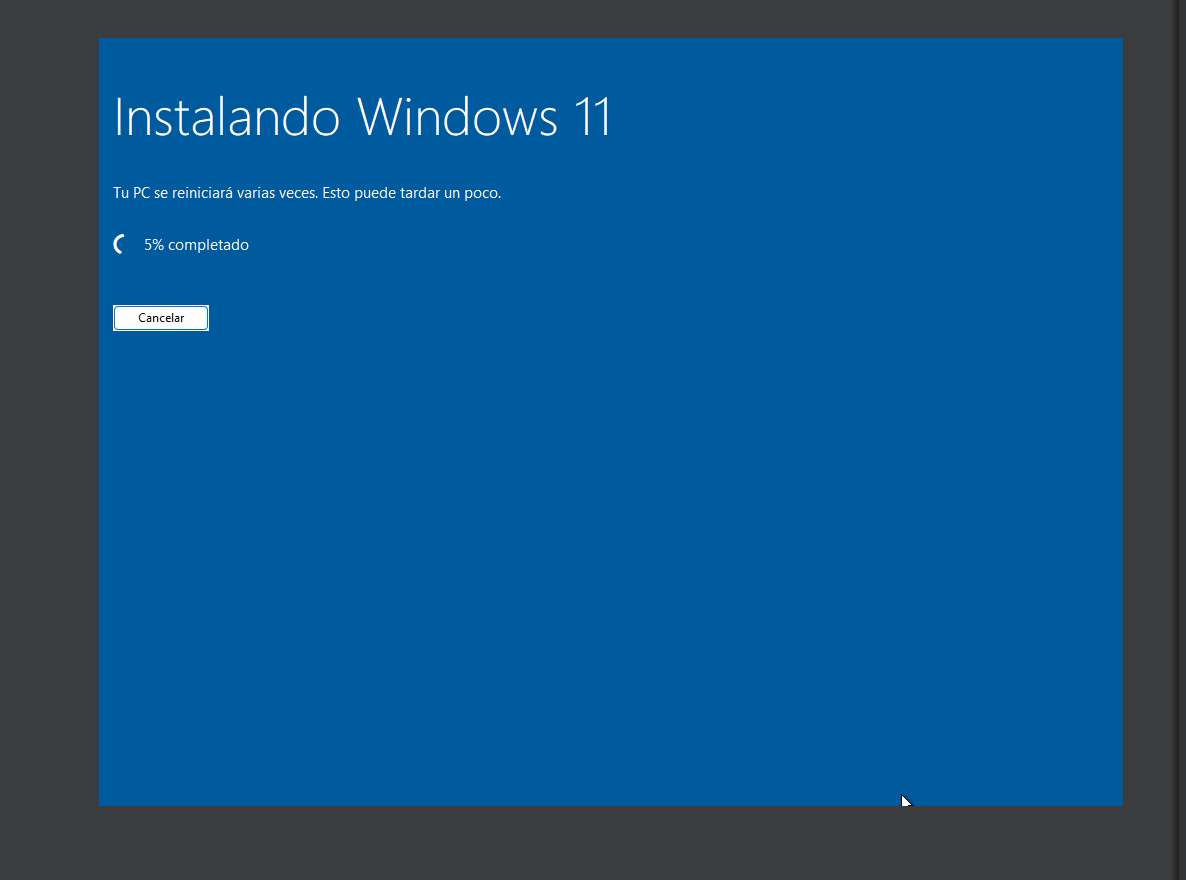 Instalando Windows 11
Tu PC se reiniciará varias veces. Esto puede tardar un poco.
5% completado
Cancelar